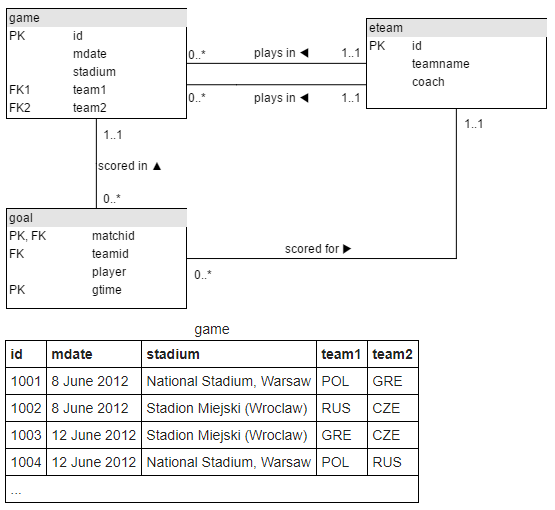 game
PK id
mdate
stadium
FK1 team1
FK2 team2
0..* plays in ◀ 1..1
0..* plays in ◀ 1..1
eteam
PK id
teamname
coach
1..1
1..1
scored in ▲
0..*
goal
PK, FK matchid
FK teamid
player
PK gtime
scored for ▶
0..*
game
id mdate stadium team1 team2
1001 8 June 2012 National Stadium, Warsaw POL GRE
1002 8 June 2012 Stadion Miejski (Wroclaw) RUS CZE
1003 12 June 2012 Stadion Miejski (Wroclaw) GRE CZE
1004 12 June 2012 National Stadium, Warsaw POL RUS
...